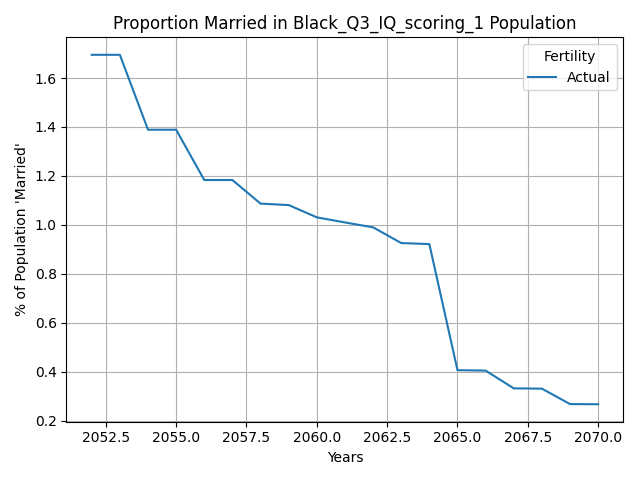 Proportion Married in Black_Q3_IQ_scoring_1 Population
Fertility
Actual
% of Population 'Married'
1.6
1.4
1.2
1.0
0.8
0.6
0.4
0.2
2052.5 2055.0 2057.5 2060.0 2062.5 2065.0 2067.5 2070.0
Years